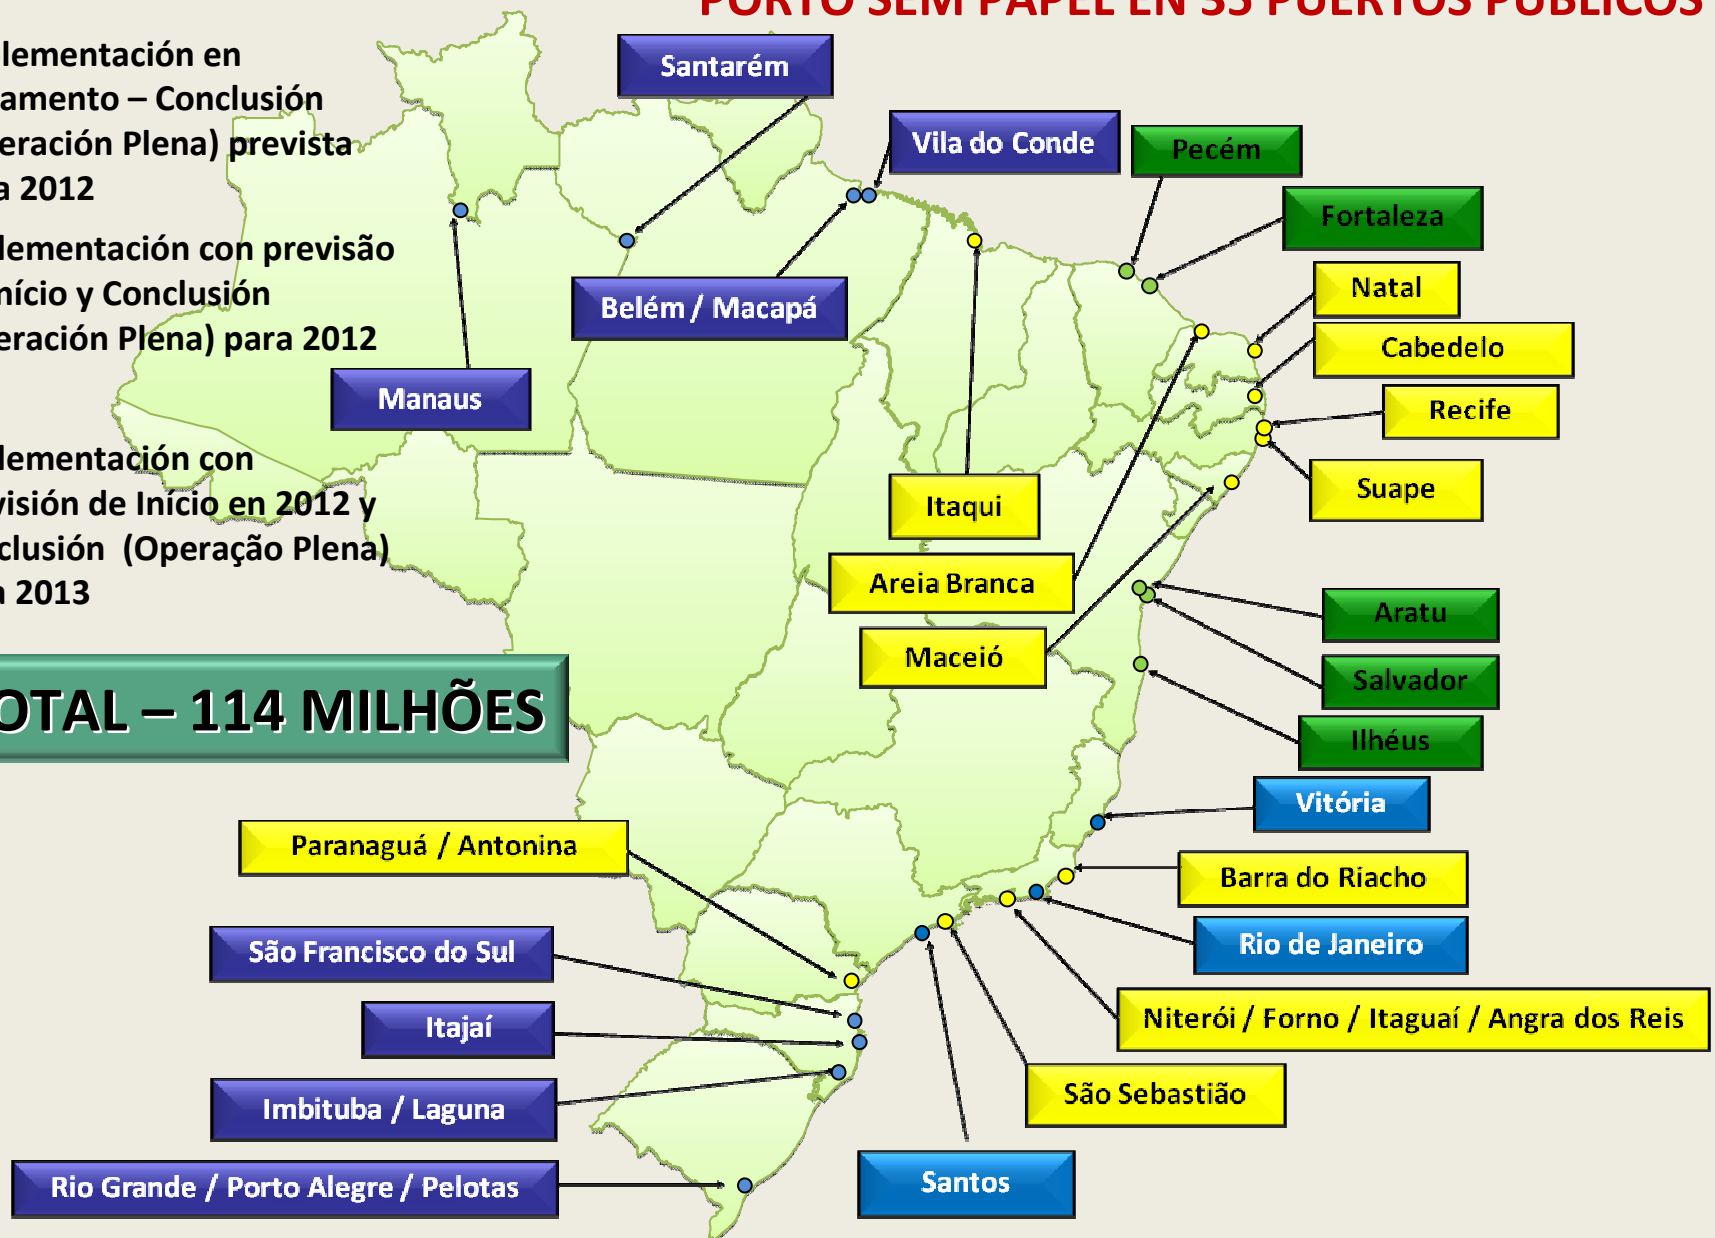 PORTO SEM PAPEL EN 35 PUERTOS PÚBLICOS
lementación en
amento – Conclusión
eración Plena) prevista
a 2012
lementación con previsão
nício y Conclusión
eración Plena) para 2012
lementación con
visión de Início en 2012 y
clusión (Operação Plena)
a 2013
OTAL – 114 MILHÕES
Santarém
Vila do Conde
Pecém
Fortaleza
Natal
Belém / Macapá
Cabedelo
Manaus
Recife
Suape
Itaqui
Areia Branca
Maceió
Aratu
Salvador
Ilhéus
Vitória
Paranaguá / Antonina
Barra do Riacho
São Francisco do Sul
Rio de Janeiro
Itajaí
Niterói / Forno / Itaguaí / Angra dos Reis
São Sebastião
Imbituba / Laguna
Rio Grande / Porto Alegre / Pelotas
Santos